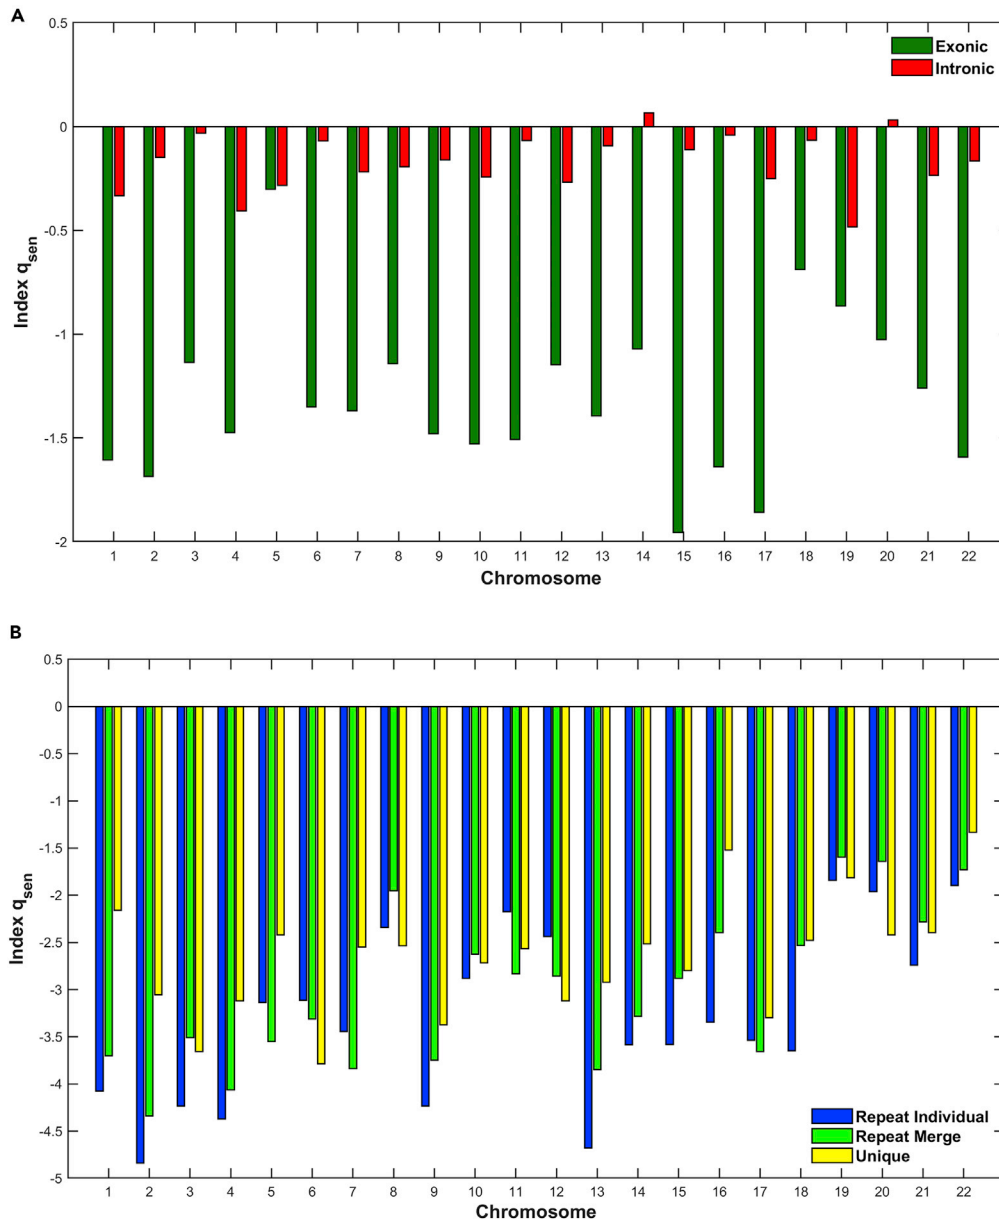 A
0.5
Exonic
Intronic
0
-0.5
-1
-1.5
-2
Index q_sen
1 2 3 4 5 6 7 8 9 10 11 12 13 14 15 16 17 18 19 20 21 22
Chromosome
B
0.5
0
-0.5
-1
-1.5
-2
-2.5
-3
-3.5
-4
-4.5
-5
Index q_sen
Repeat Individual
Repeat Merge
Unique
1 2 3 4 5 6 7 8 9 10 11 12 13 14 15 16 17 18 19 20 21 22
Chromosome